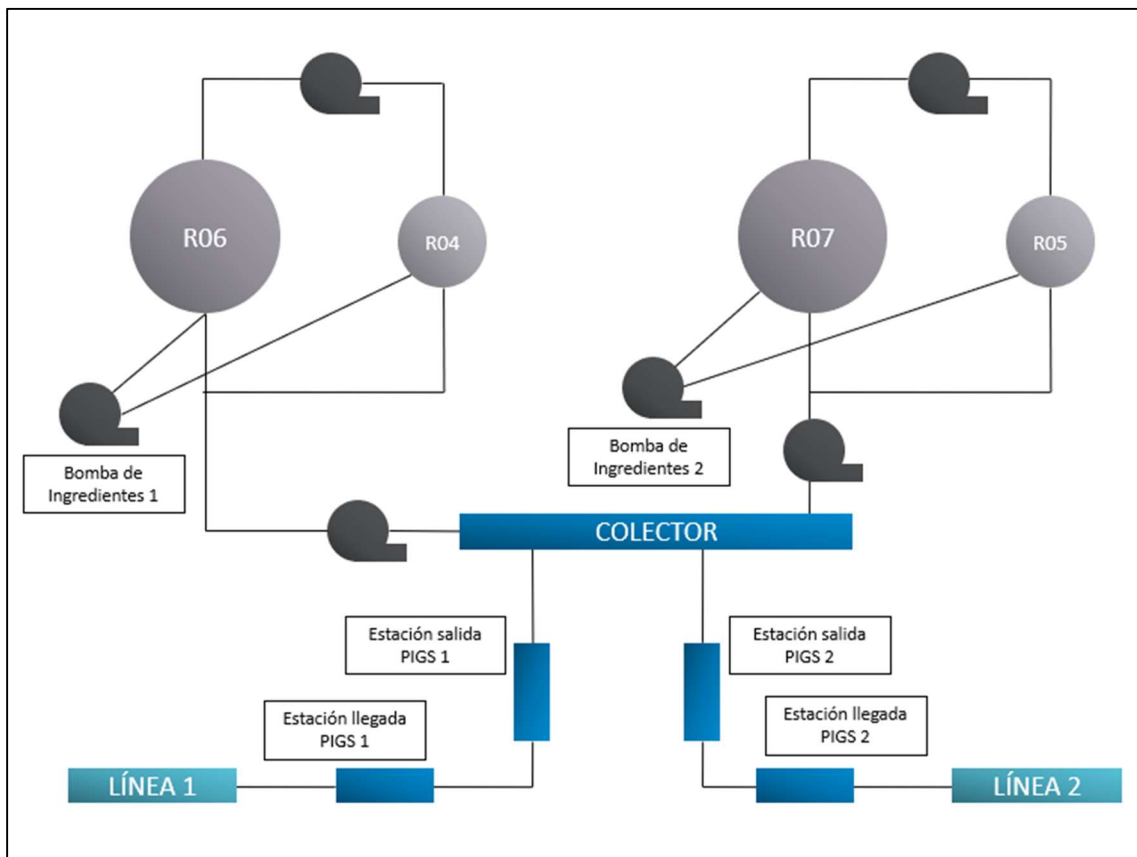 R06
R04
R07
R05
Bomba de
Ingredientes 1
Bomba de
Ingredientes 2
COLECTOR
Estación salida
PIGS 1
Estación salida
PIGS 2
Estación llegada
PIGS 1
Estación llegada
PIGS 2
LÍNEA 1
LÍNEA 2